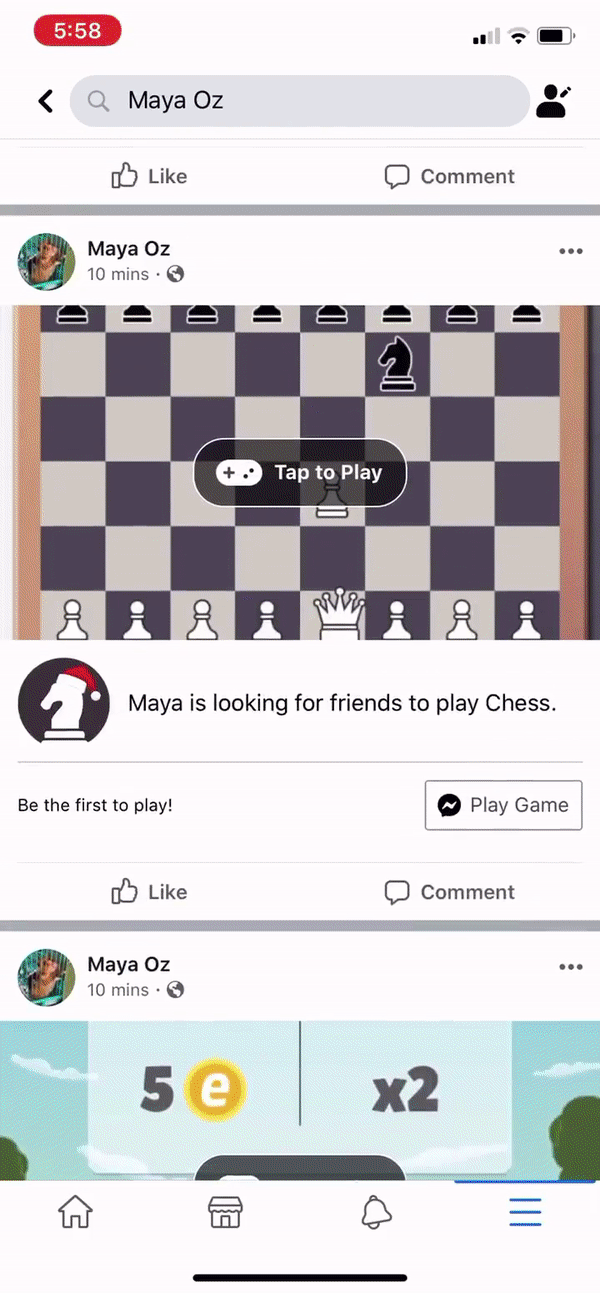 5:58
Maya Oz
Like
Comment
Maya Oz
10 mins ·
Tap to Play
Maya is looking for friends to play Chess.
Be the first to play!
Play Game
Like
Comment
Maya Oz
10 mins ·
5 e
x2